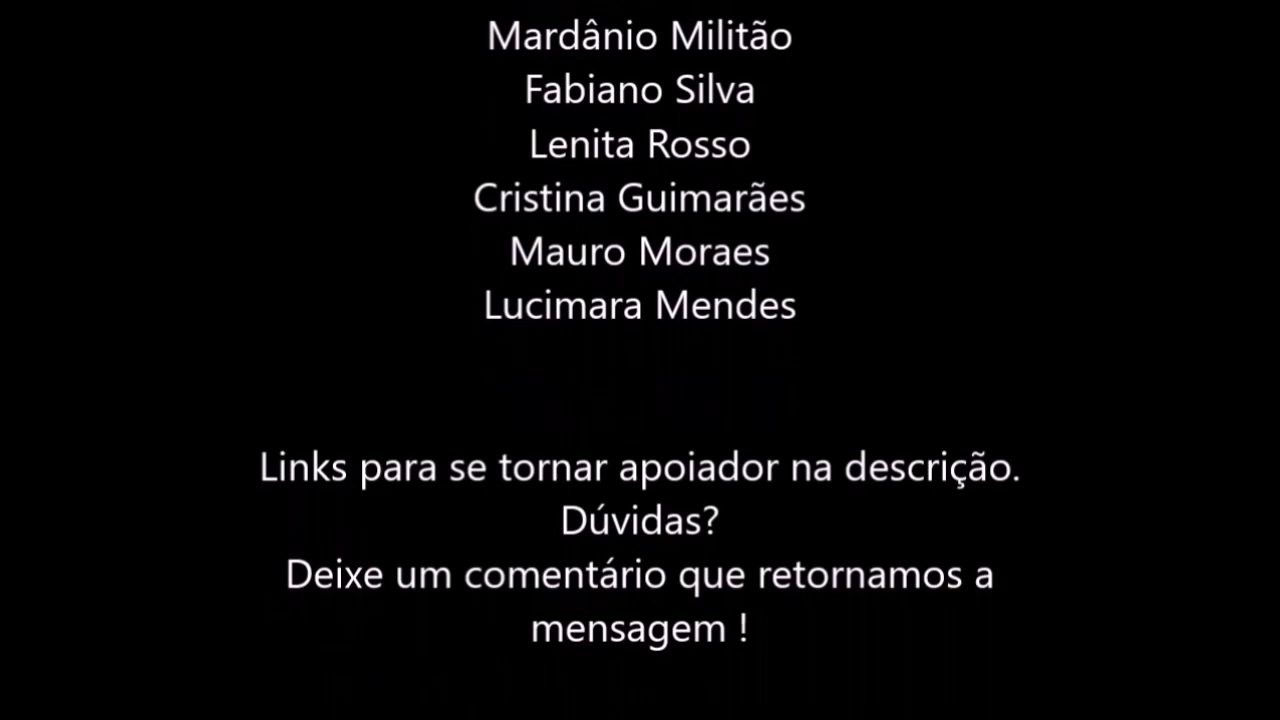 Mardânio Militão
Fabiano Silva
Lenita Rosso
Cristina Guimarães
Mauro Moraes
Lucimara Mendes
Links para se tornar apoiador na descrição.
Dúvidas?
Deixe um comentário que retornamos a
mensagem !